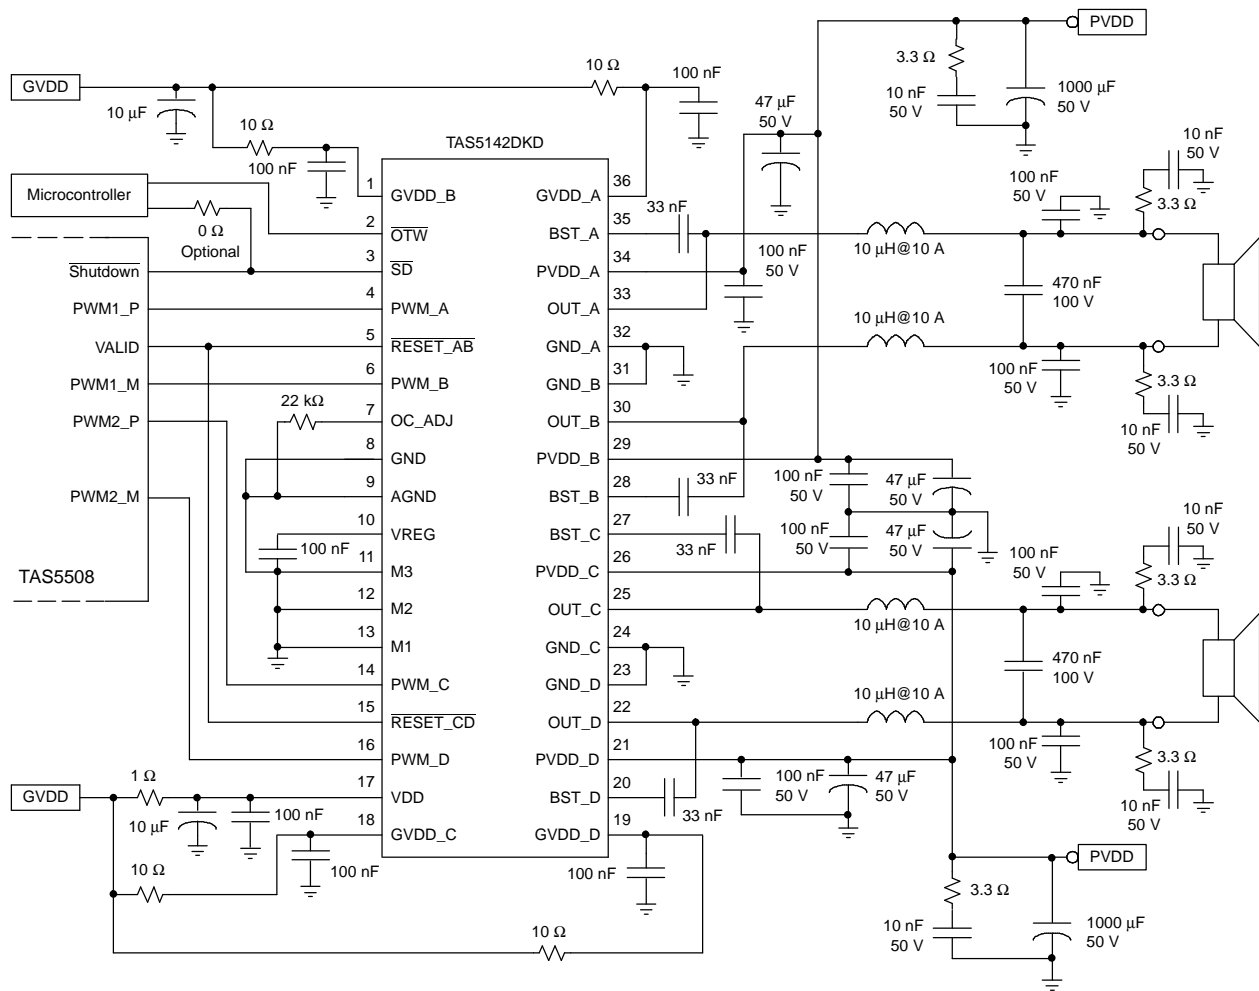 PVDD
3.3 Ω
10 nF
50 V
1000 µF
50 V
GVDD
10 µF
10 Ω
100 nF
10 Ω
100 nF
47 µF
50 V
TAS5142DKD
Microcontroller
0 Ω
Optional
TAS5508
Shutdown
PWM1_P
VALID
PWM1_M
PWM2_P
PWM2_M
1
GVDD_B
2
OTW
3
SD
4
PWM_A
5
RESET_AB
6
PWM_B
7
OC_ADJ
22 kΩ
8
GND
9
AGND
10
VREG
100 nF
11
M3
12
M2
13
M1
14
PWM_C
15
RESET_CD
16
PWM_D
17
VDD
18
GVDD_C
36
GVDD_A
35
BST_A
34
PVDD_A
33
OUT_A
32
GND_A
31
GND_B
30
OUT_B
29
PVDD_B
28
BST_B
27
BST_C
26
PVDD_C
25
OUT_C
24
GND_C
23
GND_D
22
OUT_D
21
PVDD_D
20
BST_D
19
GVDD_D
33 nF
100 nF
50 V
10 µH@10 A
10 µH@10 A
100 nF
50 V
10 nF
50 V
3.3 Ω
470 nF
100 V
100 nF
50 V
3.3 Ω
10 nF
50 V
33 nF
33 nF
100 nF
50 V
47 µF
50 V
100 nF
50 V
47 µF
50 V
10 µH@10 A
10 µH@10 A
100 nF
50 V
10 nF
50 V
3.3 Ω
470 nF
100 V
100 nF
50 V
3.3 Ω
10 nF
50 V
33 nF
100 nF
50 V
47 µF
50 V
GVDD
1 Ω
10 µF
100 nF
10 Ω
100 nF
100 nF
10 Ω
PVDD
3.3 Ω
10 nF
50 V
1000 µF
50 V